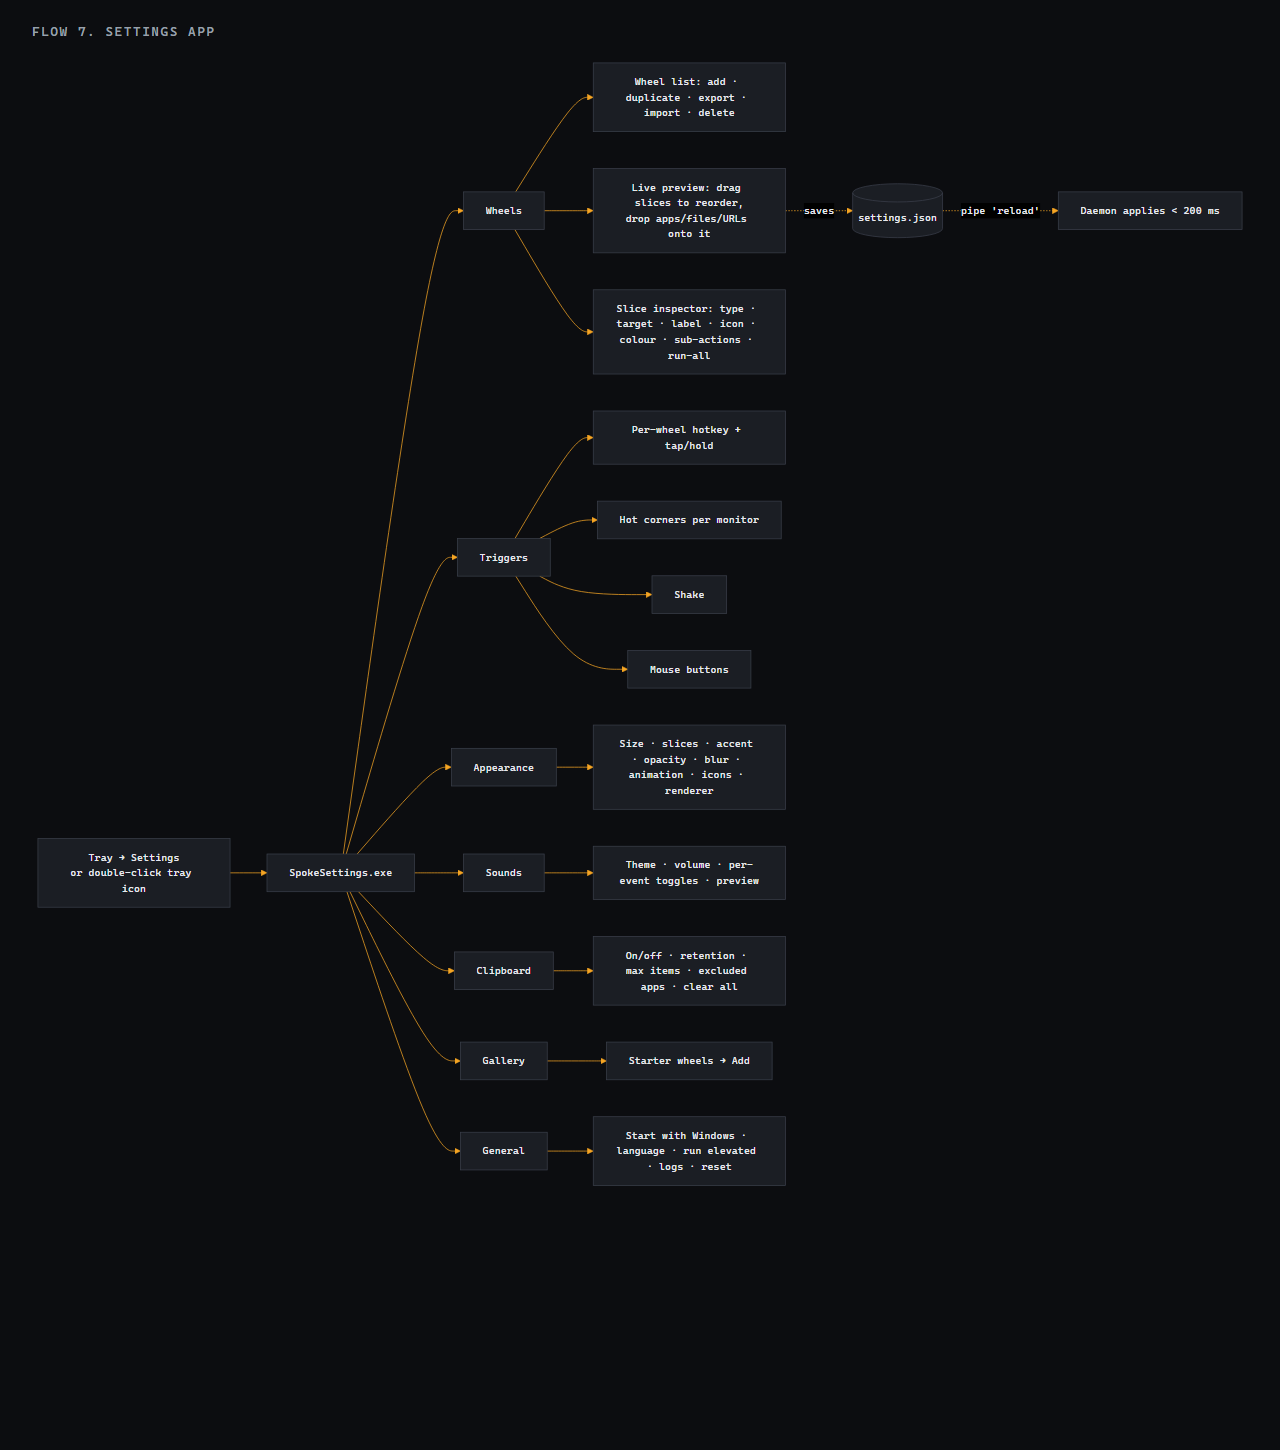 FLOW 7. SETTINGS APP
Wheel list: add ·
duplicate · export ·
import · delete
Wheels
Live preview: drag
slices to reorder,
drop apps/files/URLs
onto it
saves
settings.json
pipe 'reload'
Daemon applies < 200 ms
Slice inspector: type ·
target · label · icon ·
colour · sub-actions ·
run-all
Per-wheel hotkey +
tap/hold
Hot corners per monitor
Triggers
Shake
Mouse buttons
Appearance
Size · slices · accent
· opacity · blur ·
animation · icons ·
renderer
Tray → Settings
or double-click tray
icon
SpokeSettings.exe
Sounds
Theme · volume · per-
event toggles · preview
Clipboard
On/off · retention ·
max items · excluded
apps · clear all
Gallery
Starter wheels → Add
General
Start with Windows ·
language · run elevated
· logs · reset